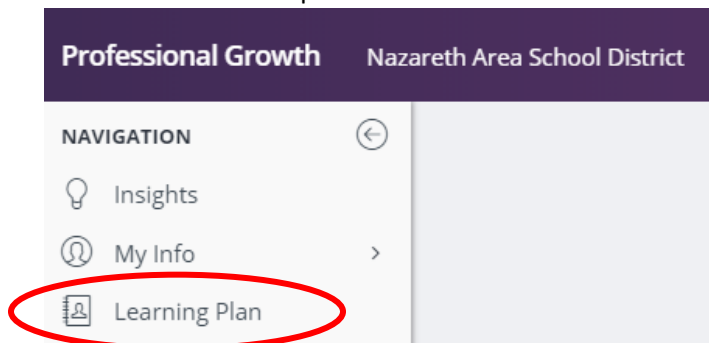 Professional Growth Nazareth Area School District
NAVIGATION
Insights
My Info
Learning Plan